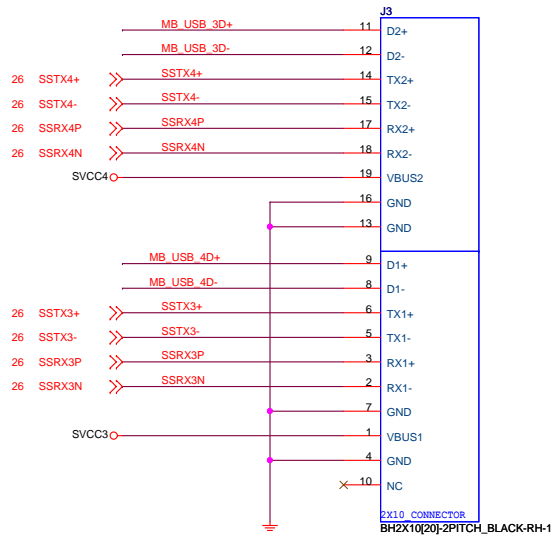 J3
MB_USB_3D+ 11 D2+
MB_USB_3D- 12 D2-
26 SSTX4+ SSTX4+ 14 TX2+
26 SSTX4- SSTX4- 15 TX2-
26 SSRX4P SSRX4P 17 RX2+
26 SSRX4N SSRX4N 18 RX2-
SVCC4 19 VBUS2
16 GND
13 GND
MB_USB_4D+ 9 D1+
MB_USB_4D- 8 D1-
26 SSTX3+ SSTX3+ 6 TX1+
26 SSTX3- SSTX3- 5 TX1-
26 SSRX3P SSRX3P 3 RX1+
26 SSRX3N SSRX3N 2 RX1-
7 GND
SVCC3 1 VBUS1
4 GND
10 NC
2X10_CONNECTOR
BH2X10[20]-2PITCH_BLACK-RH-1